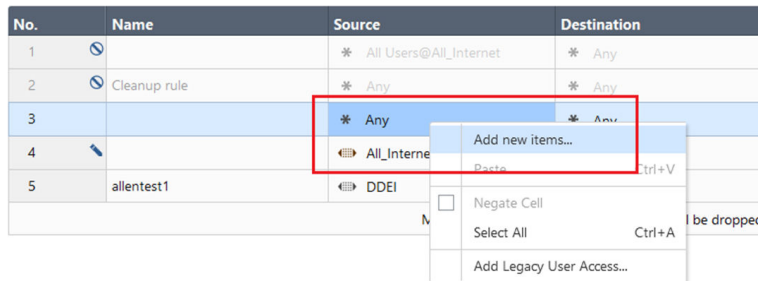 No. Name Source Destination
1 * All Users@All_Internet * Any
2 Cleanup rule * Any * Any
3 * Any * Any
Add new items...
4 All_Interne
Paste Ctrl+V
5 allentest1 DDEI
Negate Cell
M l be dropped
Select All Ctrl+A
Add Legacy User Access...